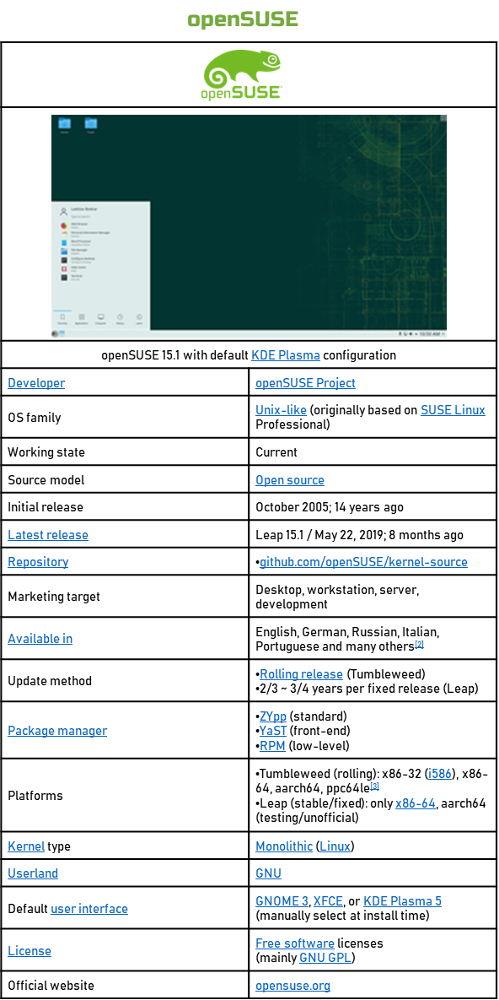 openSUSE
openSUSE
10:50 AM
openSUSE 15.1 with default KDE Plasma configuration
Developer
openSUSE Project
OS family
Unix-like (originally based on SUSE Linux
Professional)
Working state
Current
Source model
Open source
Initial release
October 2005; 14 years ago
Latest release
Leap 15.1 / May 22, 2019; 8 months ago
Repository
•github.com/openSUSE/kernel-source
Marketing target
Desktop, workstation, server,
development
Available in
English, German, Russian, Italian,
Portuguese and many others[2]
Update method
•Rolling release (Tumbleweed)
•2/3 ~ 3/4 years per fixed release (Leap)
Package manager
•ZYpp (standard)
•YaST (front-end)
•RPM (low-level)
Platforms
•Tumbleweed (rolling): x86-32 (i586), x86-
64, aarch64, ppc64le[3]
•Leap (stable/fixed): only x86-64, aarch64
(testing/unofficial)
Kernel type
Monolithic (Linux)
Userland
GNU
Default user interface
GNOME 3, XFCE, or KDE Plasma 5
(manually select at install time)
License
Free software licenses
(mainly GNU GPL)
Official website
opensuse.org